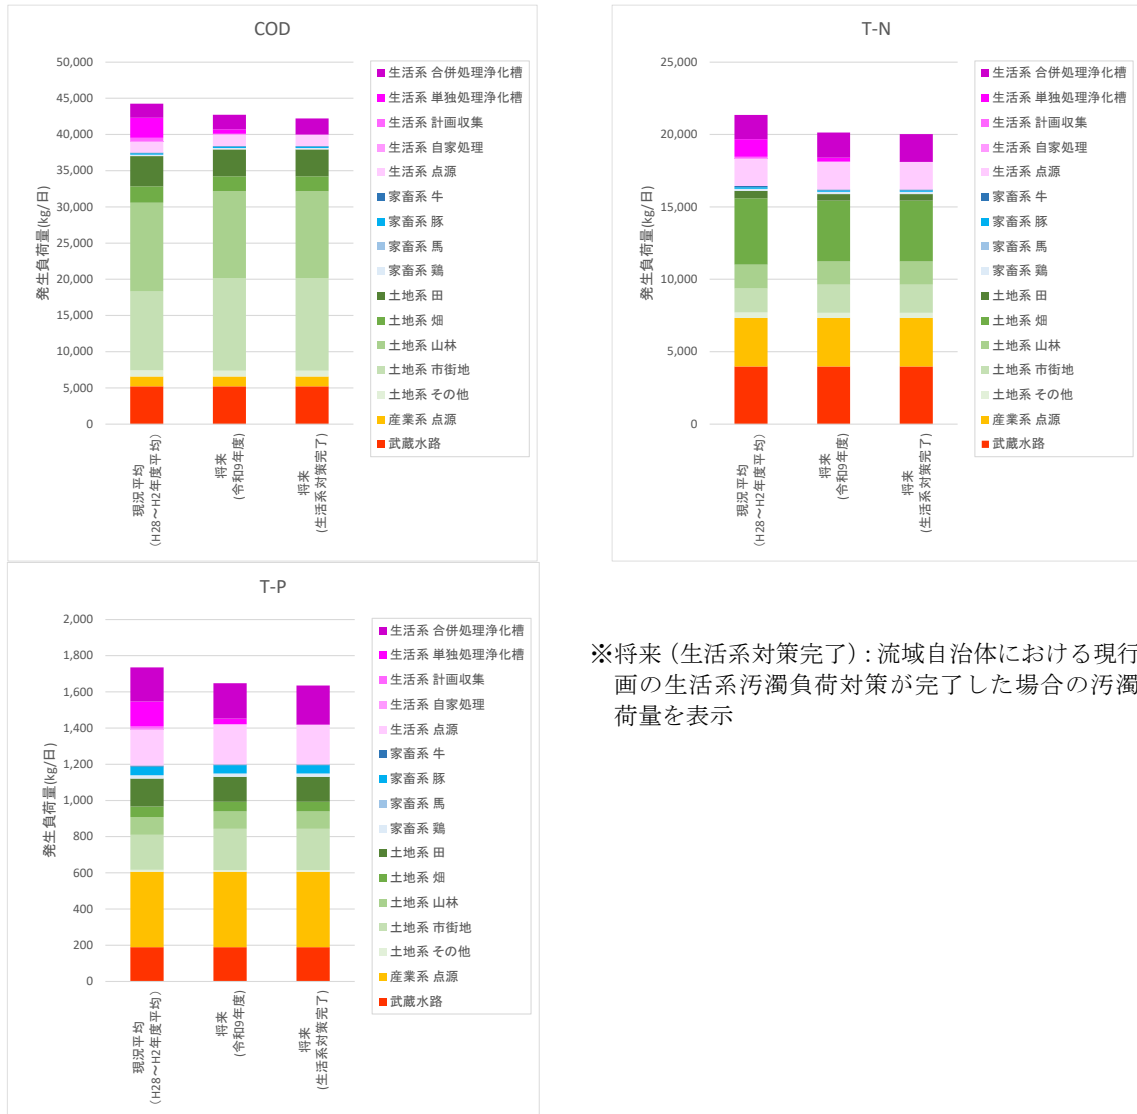 COD
発生負荷量(kg/日)
50,000
45,000
40,000
35,000
30,000
25,000
20,000
15,000
10,000
5,000
0
現況平均
(H28～H2年度平均)
将来
(令和9年度)
将来
(生活系対策完了)
生活系 合併処理浄化槽
生活系 単独処理浄化槽
生活系 計画収集
生活系 自家処理
生活系 点源
家畜系 牛
家畜系 豚
家畜系 馬
家畜系 鶏
土地系 田
土地系 畑
土地系 山林
土地系 市街地
土地系 その他
産業系 点源
武蔵水路
T-N
発生負荷量(kg/日)
25,000
20,000
15,000
10,000
5,000
0
現況平均
(H28～H2年度平均)
将来
(令和9年度)
将来
(生活系対策完了)
生活系 合併処理浄化槽
生活系 単独処理浄化槽
生活系 計画収集
生活系 自家処理
生活系 点源
家畜系 牛
家畜系 豚
家畜系 馬
家畜系 鶏
土地系 田
土地系 畑
土地系 山林
土地系 市街地
土地系 その他
産業系 点源
武蔵水路
T-P
発生負荷量(kg/日)
2,000
1,800
1,600
1,400
1,200
1,000
800
600
400
200
0
現況平均
(H28～H2年度平均)
将来
(令和9年度)
将来
(生活系対策完了)
生活系 合併処理浄化槽
生活系 単独処理浄化槽
生活系 計画収集
生活系 自家処理
生活系 点源
家畜系 牛
家畜系 豚
家畜系 馬
家畜系 鶏
土地系 田
土地系 畑
土地系 山林
土地系 市街地
土地系 その他
産業系 点源
武蔵水路
※将来（生活系対策完了）：流域自治体における現行
画の生活系汚濁負荷対策が完了した場合の汚濁
荷量を表示